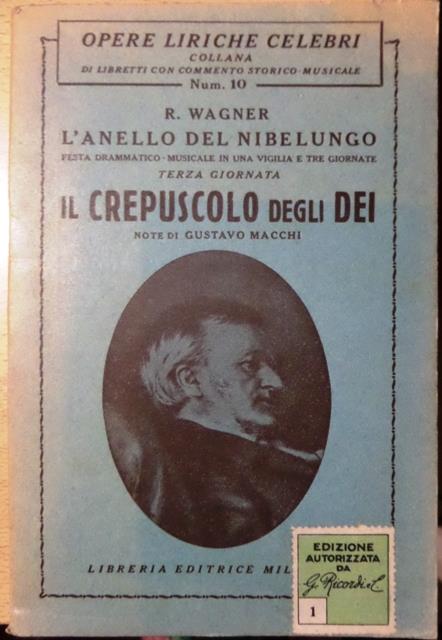 OPERE LIRICHE CELEBRI
COLLANA
DI LIBRETTI CON COMMENTO STORICO-MUSICALE
Num. 10
R. WAGNER
L'ANELLO DEL NIBELUNGO
FESTA DRAMMATICO-MUSICALE IN UNA VIGILIA E TRE GIORNATE
TERZA GIORNATA
IL CREPUSCOLO DEGLI DEI
NOTE DI GUSTAVO MACCHI
LIBRERIA EDITRICE MIL
EDIZIONE
AUTORIZZATA
DA
G. Ricordi e C.
1